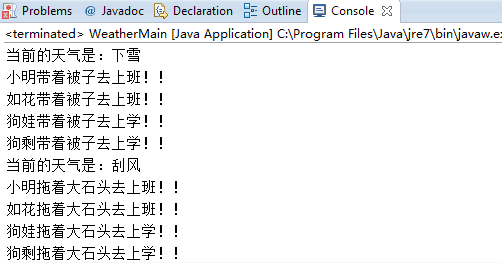 Problems @ Javadoc Declaration Outline Console
<terminated> WeatherMain [Java Application] C:\Program Files\Java\jre7\bin\javaw.e
当前的天气是：下雪
小明带着被子去上班！！
如花带着被子去上班！！
狗娃带着被子去上学！！
狗剩带着被子去上学！！
当前的天气是：刮风
小明拖着大石头去上班！！
如花拖着大石头去上班！！
狗娃拖着大石头去上学！！
狗剩拖着大石头去上学！！